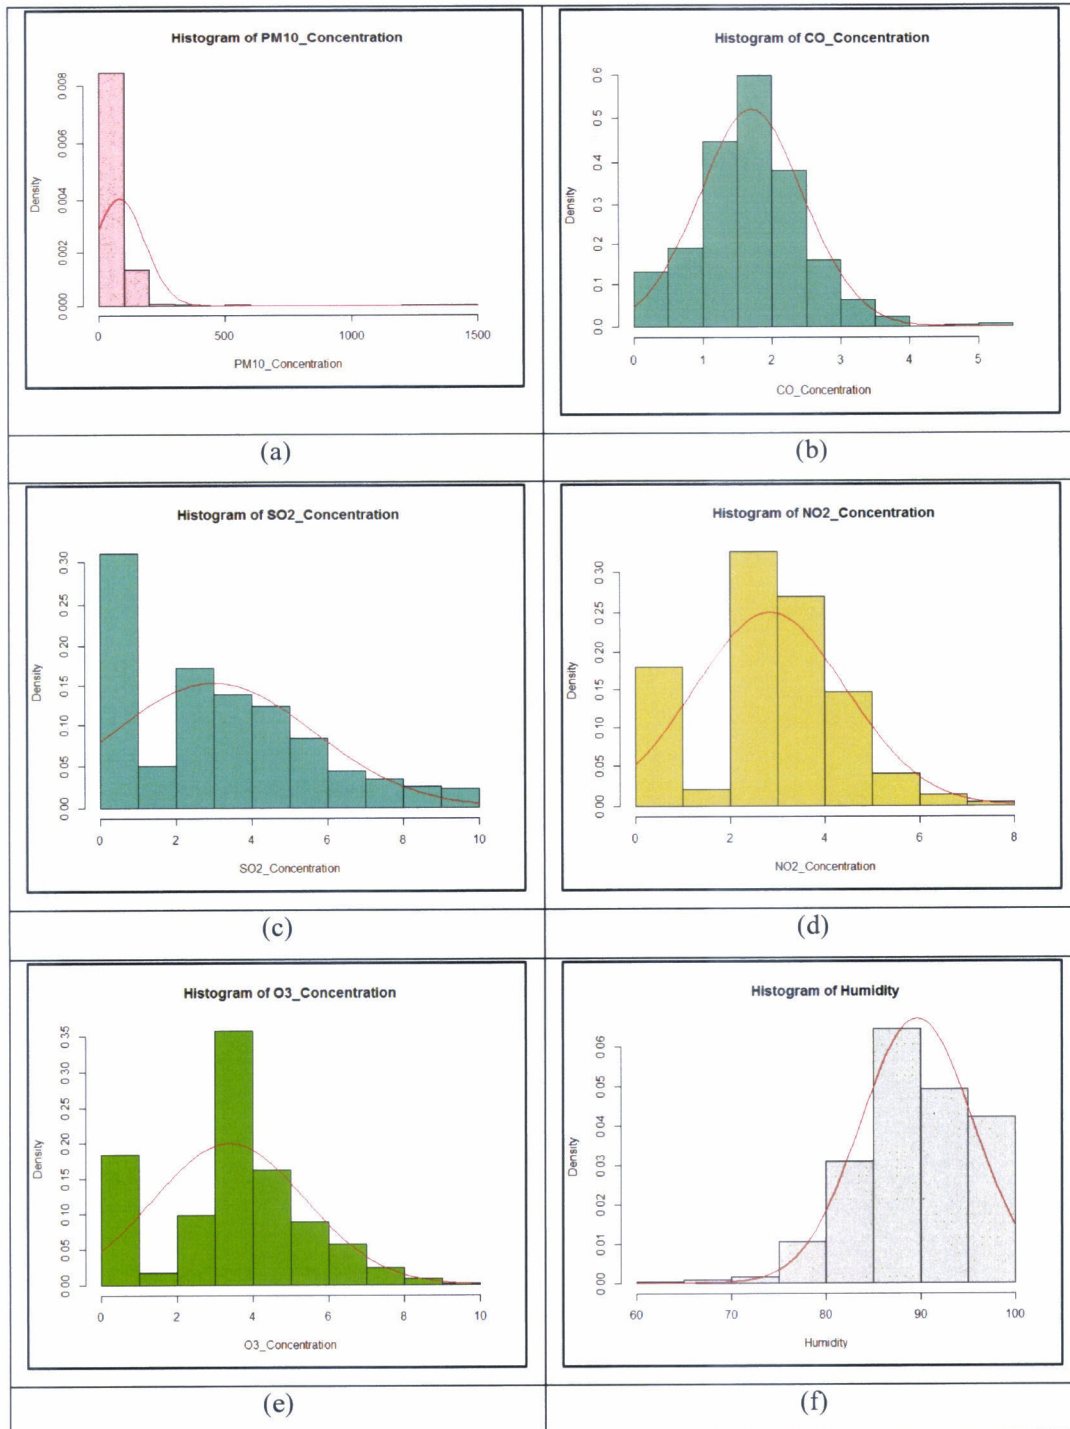 Histogram of PM10_Concentration
Density
0.000 0.002 0.004 0.006 0.008
0 500 1000 1500
PM10_Concentration
(a)
Histogram of CO_Concentration
Density
0.0 0.1 0.2 0.3 0.4 0.5 0.6
0 1 2 3 4 5
CO_Concentration
(b)
Histogram of SO2_Concentration
Density
0.00 0.05 0.10 0.15 0.20 0.25 0.30
0 2 4 6 8 10
SO2_Concentration
(c)
Histogram of NO2_Concentration
Density
0.00 0.05 0.10 0.15 0.20 0.25 0.30
0 2 4 6 8
NO2_Concentration
(d)
Histogram of O3_Concentration
Density
0.00 0.05 0.10 0.15 0.20 0.25 0.30 0.35
0 2 4 6 8 10
O3_Concentration
(e)
Histogram of Humidity
Density
0.00 0.01 0.02 0.03 0.04 0.05 0.06
60 70 80 90 100
Humidity
(f)